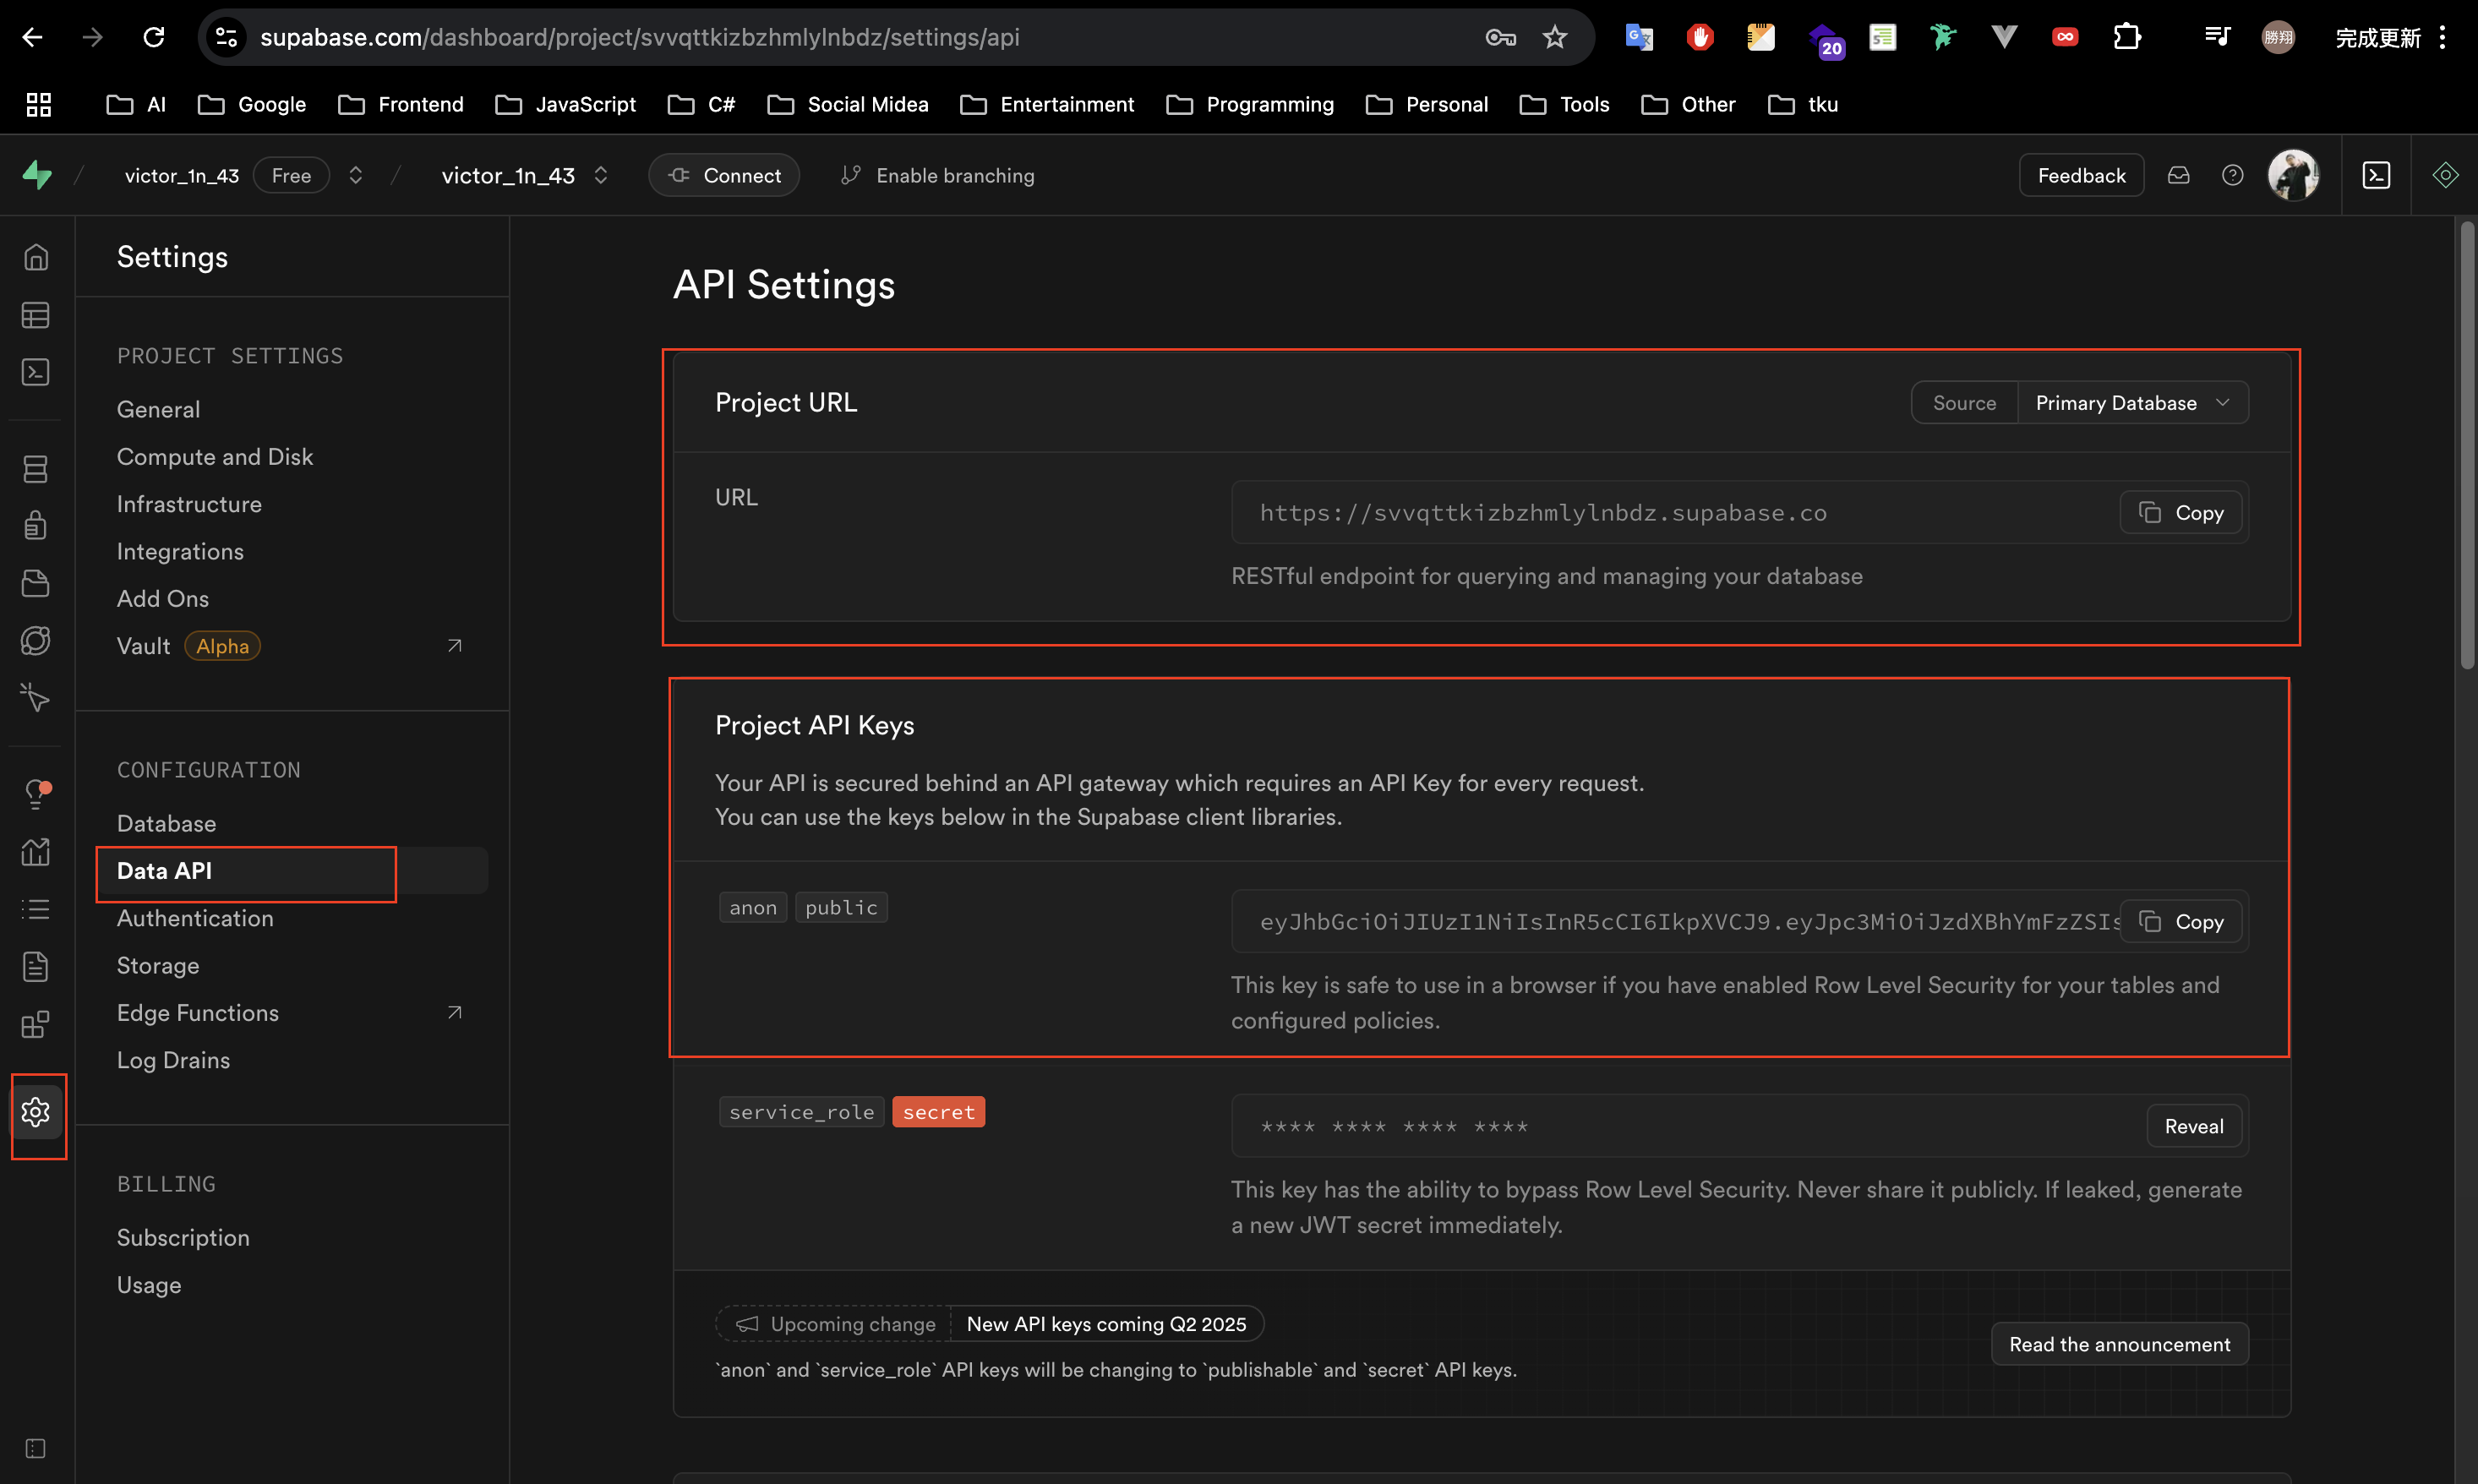 supabase.com/dashboard/project/svvqttkizbzhmlylnbdz/settings/api
20
勝翔
完成更新
AI
Google
Frontend
JavaScript
C#
Social Midea
Entertainment
Programming
Personal
Tools
Other
tku
victor_1n_43
Free
victor_1n_43
Connect
Enable branching
Feedback
Settings
PROJECT SETTINGS
General
Compute and Disk
Infrastructure
Integrations
Add Ons
Vault Alpha
CONFIGURATION
Database
Data API
Authentication
Storage
Edge Functions
Log Drains
BILLING
Subscription
Usage
API Settings
Project URL
Source Primary Database
URL
https://svvqttkizbzhmlylnbdz.supabase.co
Copy
RESTful endpoint for querying and managing your database
Project API Keys
Your API is secured behind an API gateway which requires an API Key for every request.
You can use the keys below in the Supabase client libraries.
anon public
eyJhbGciOiJIUzI1NiIsInR5cCI6IkpXVCJ9.eyJpc3MiOiJzdXBhYmFzZSIs
Copy
This key is safe to use in a browser if you have enabled Row Level Security for your tables and
configured policies.
service_role secret
**** **** **** ****
Reveal
This key has the ability to bypass Row Level Security. Never share it publicly. If leaked, generate
a new JWT secret immediately.
Upcoming change New API keys coming Q2 2025
`anon` and `service_role` API keys will be changing to `publishable` and `secret` API keys.
Read the announcement